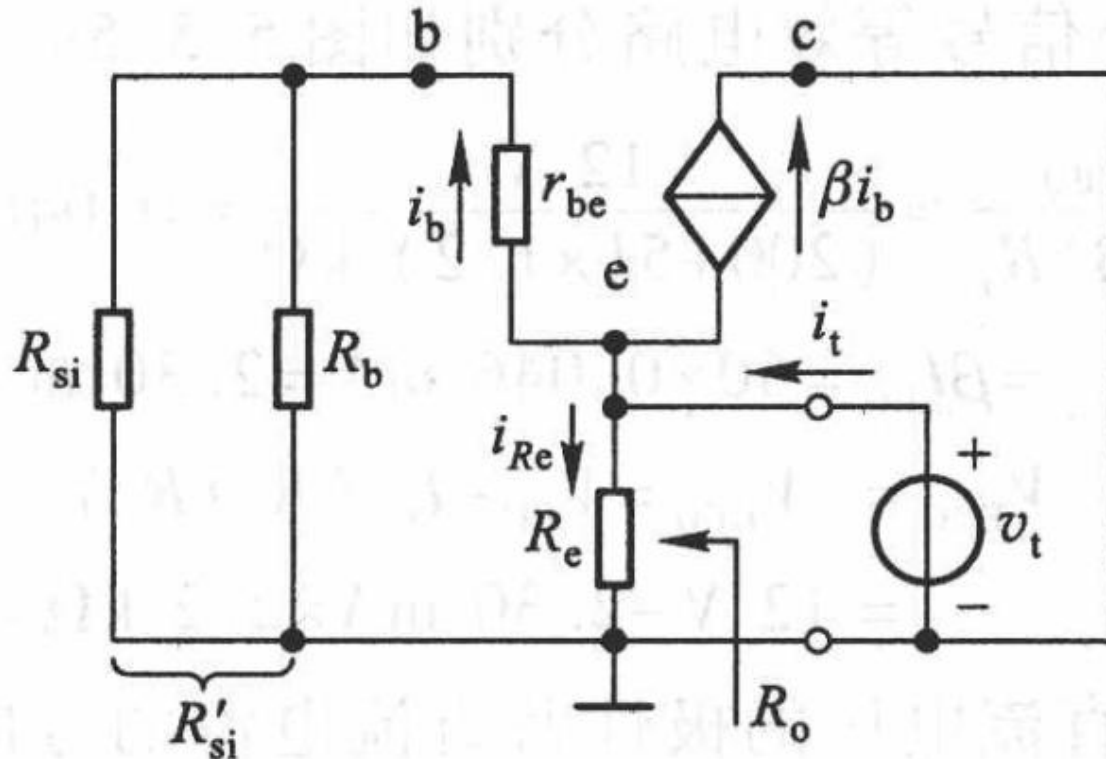 b
c
i_b
r_be
βi_b
e
i_t
R_si
R_b
i_Re
R_e
+
v_t
−
R'_si
R_o